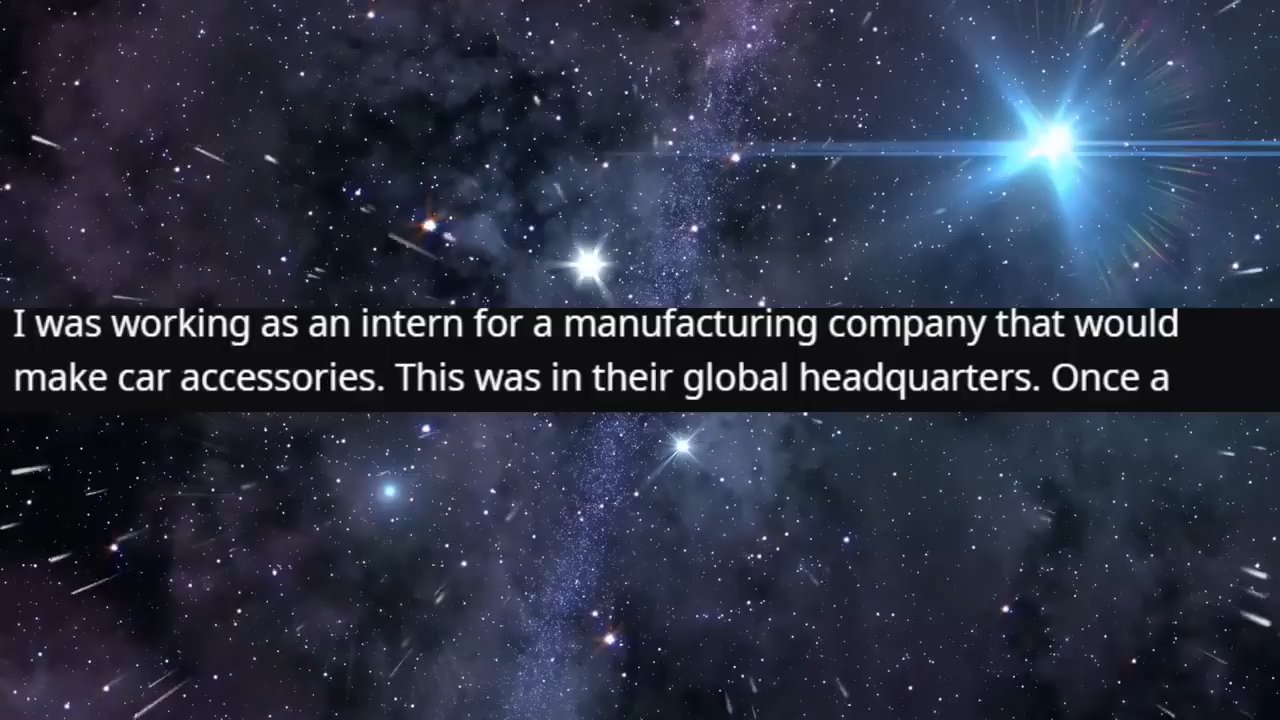 I was working as an intern for a manufacturing company that would
make car accessories. This was in their global headquarters. Once a